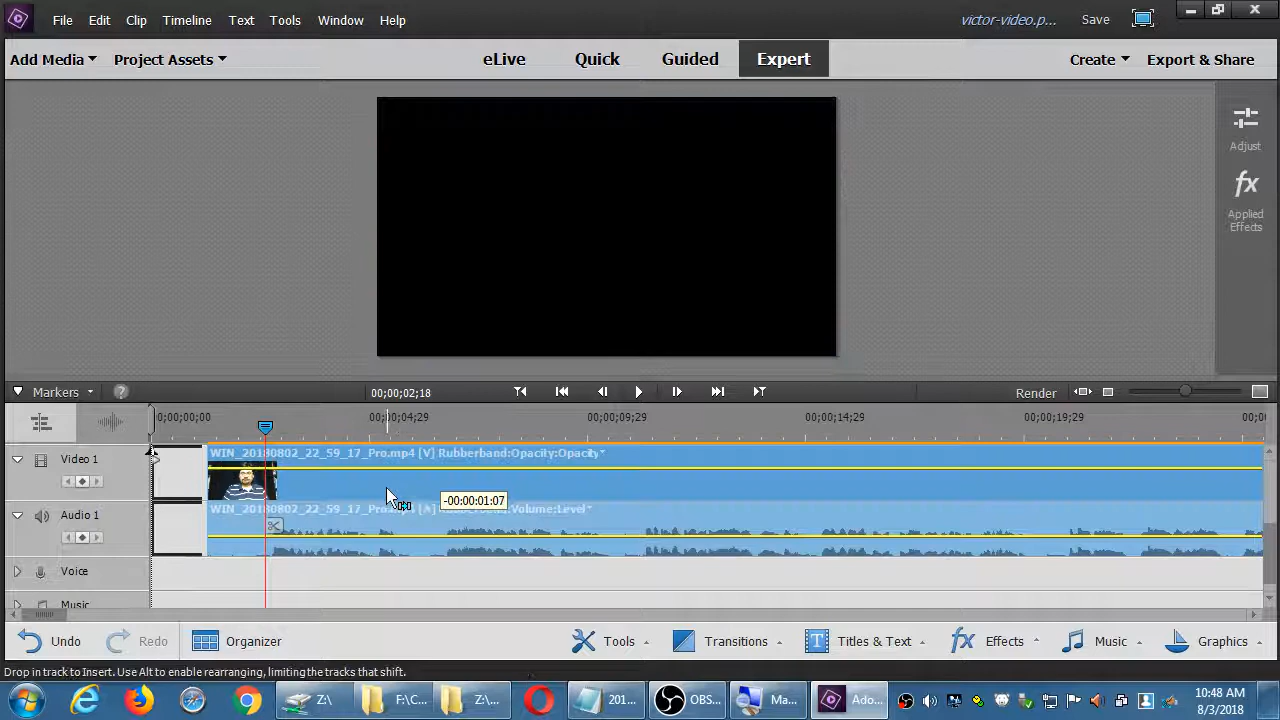 File Edit Clip Timeline Text Tools Window Help victor-video.p... Save
Add Media Project Assets eLive Quick Guided Expert Create Export & Share
Adjust
fx
Applied
Effects
Markers ? 00;00;02;18 Render
0;00;00;00 00;00;04;29 00;00;09;29 00;00;14;29 00;00;19;29 00;0
Video 1 WIN_20180802_22_59_17_Pro.mp4 [V] Rubberband:Opacity:Opacity
-00:00:01:07
Audio 1
Voice
Music
Undo Redo Organizer Tools T Titles & Text Transitions fx Effects Music Graphics
Drop in track to Insert. Use Alt to enable rearranging, limiting the tracks that shift.
Z:\ F:\C... Z:\... 201... OBS... Ma... Ado... 10:48 AM
8/3/2018